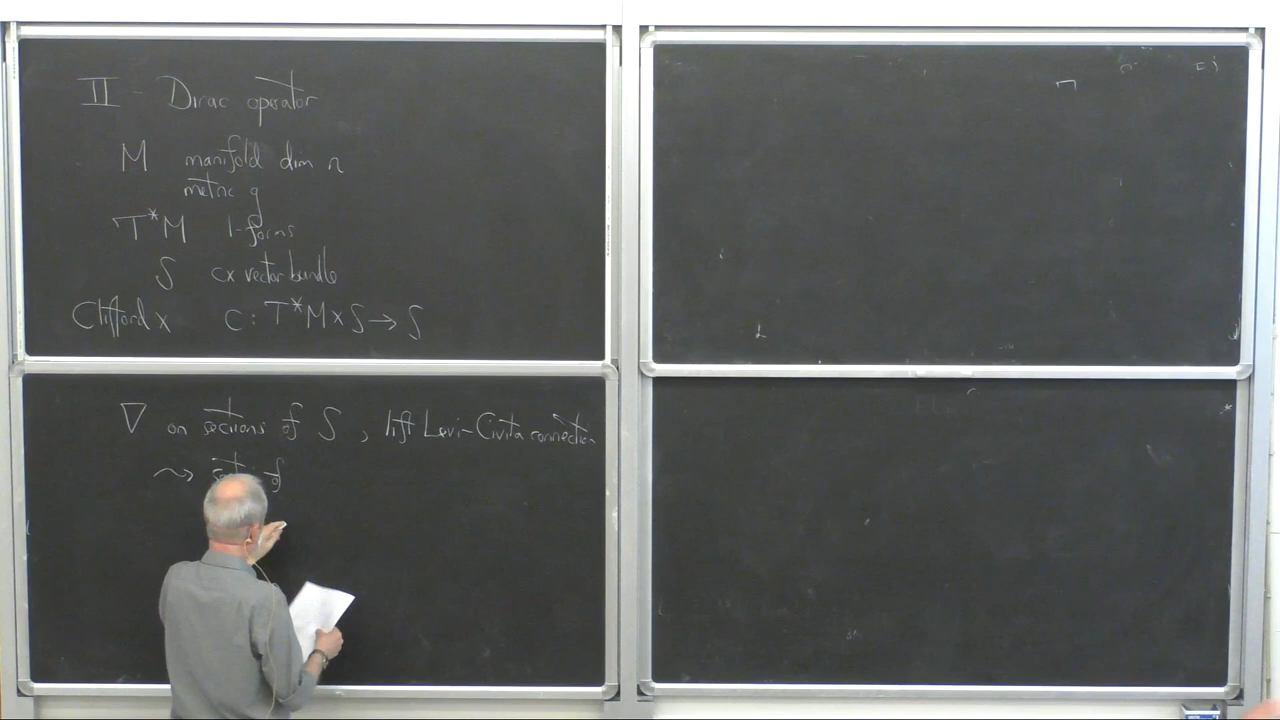 II - Dirac operator
M manifold dim n
metric g
T*M 1-forms
S cx vector bundle
Clifford x c: T*M x S → S
∇ on sections of S, lift Levi-Civita connection
⇝ of